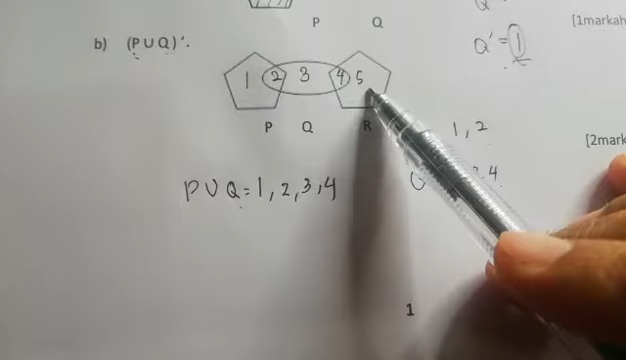 P Q
[1markah
Q' = 1
b) (P∪Q)'.
1 2 3 4 5
P Q R
1, 2
[2mark
P ∪ Q = 1, 2, 3, 4
4
1